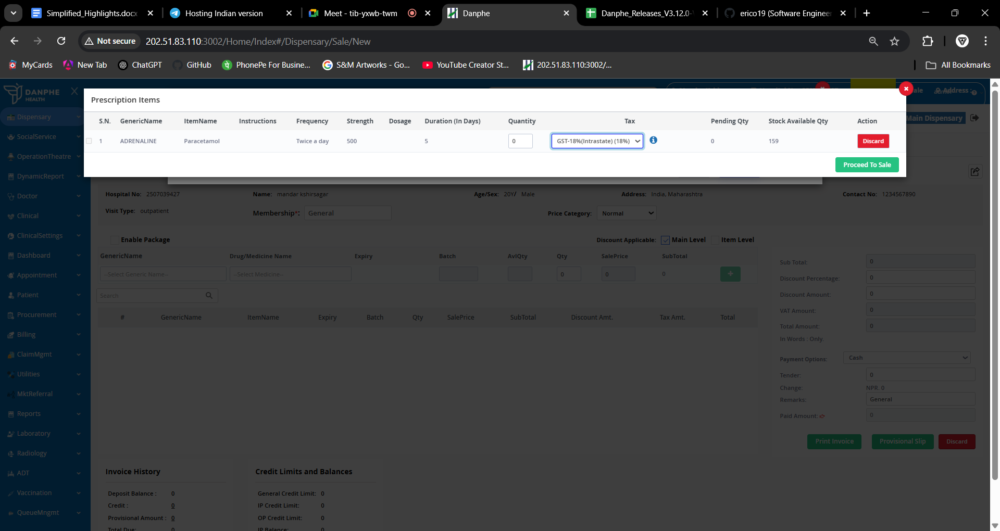 Simplified_Highlights.docx
Hosting Indian version
Meet - tib-yxwb-twm
Danphe
Danphe_Releases_V3.12.0-
erico19 (Software Engineer
Not secure
202.51.83.110:3002/Home/Index#/Dispensary/Sale/New
MyCards
New Tab
ChatGPT
GitHub
PhonePe For Busine...
S&M Artworks - Go...
YouTube Creator St...
202.51.83.110:3002/...
All Bookmarks
DANPHE
HEALTH
X
ale
admin
Address :
Main Dispensary
Prescription Items
S.N. GenericName ItemName Instructions Frequency Strength Dosage Duration (In Days) Quantity Tax Pending Qty Stock Available Qty Action
1 ADRENALINE Paracetamol Twice a day 500 5 0 GST-18%(Intrastate) (18%) 0 159 Discard
Proceed To Sale
Dispensary
SocialService
OperationTheatre
DynamicReport
Doctor
Clinical
ClinicalSettings
Dashboard
Appointment
Patient
Procurement
Billing
ClaimMgmt
Utilities
MktReferral
Reports
Laboratory
Radiology
ADT
Vaccination
QueueMngmt
Hospital No: 2507039427 Name: mandar kshirsagar Age/Sex: 20Y/ Male Address: India, Maharashtra Contact No: 1234567890
Visit Type: outpatient Membership*: General Price Category: Normal
Enable Package Discount Applicable: Main Level Item Level
GenericName Drug/Medicine Name Expiry Batch AvlQty Qty SalePrice SubTotal
--Select Generic Name-- --Select Medicine-- 0 0 0 +
Search
# GenericName ItemName Expiry Batch Qty SalePrice SubTotal Discount Amt. Tax Amt. Total
Sub Total: 0
Discount Percentage: 0
Discount Amount: 0
VAT Amount: 0
Total Amount: 0
In Words : Only.
Payment Options: Cash
Tender: 0
Change: NPR. 0
Remarks: General
Paid Amount: 0
Print Invoice Provisional Slip Discard
Invoice History
Deposit Balance : 0
Credit : 0
Provisional Amount : 0
Total Due: 0
Credit Limits and Balances
General Credit Limit: 0
IP Credit Limit: 0
OP Credit Limit: 0
IP Balance: 0